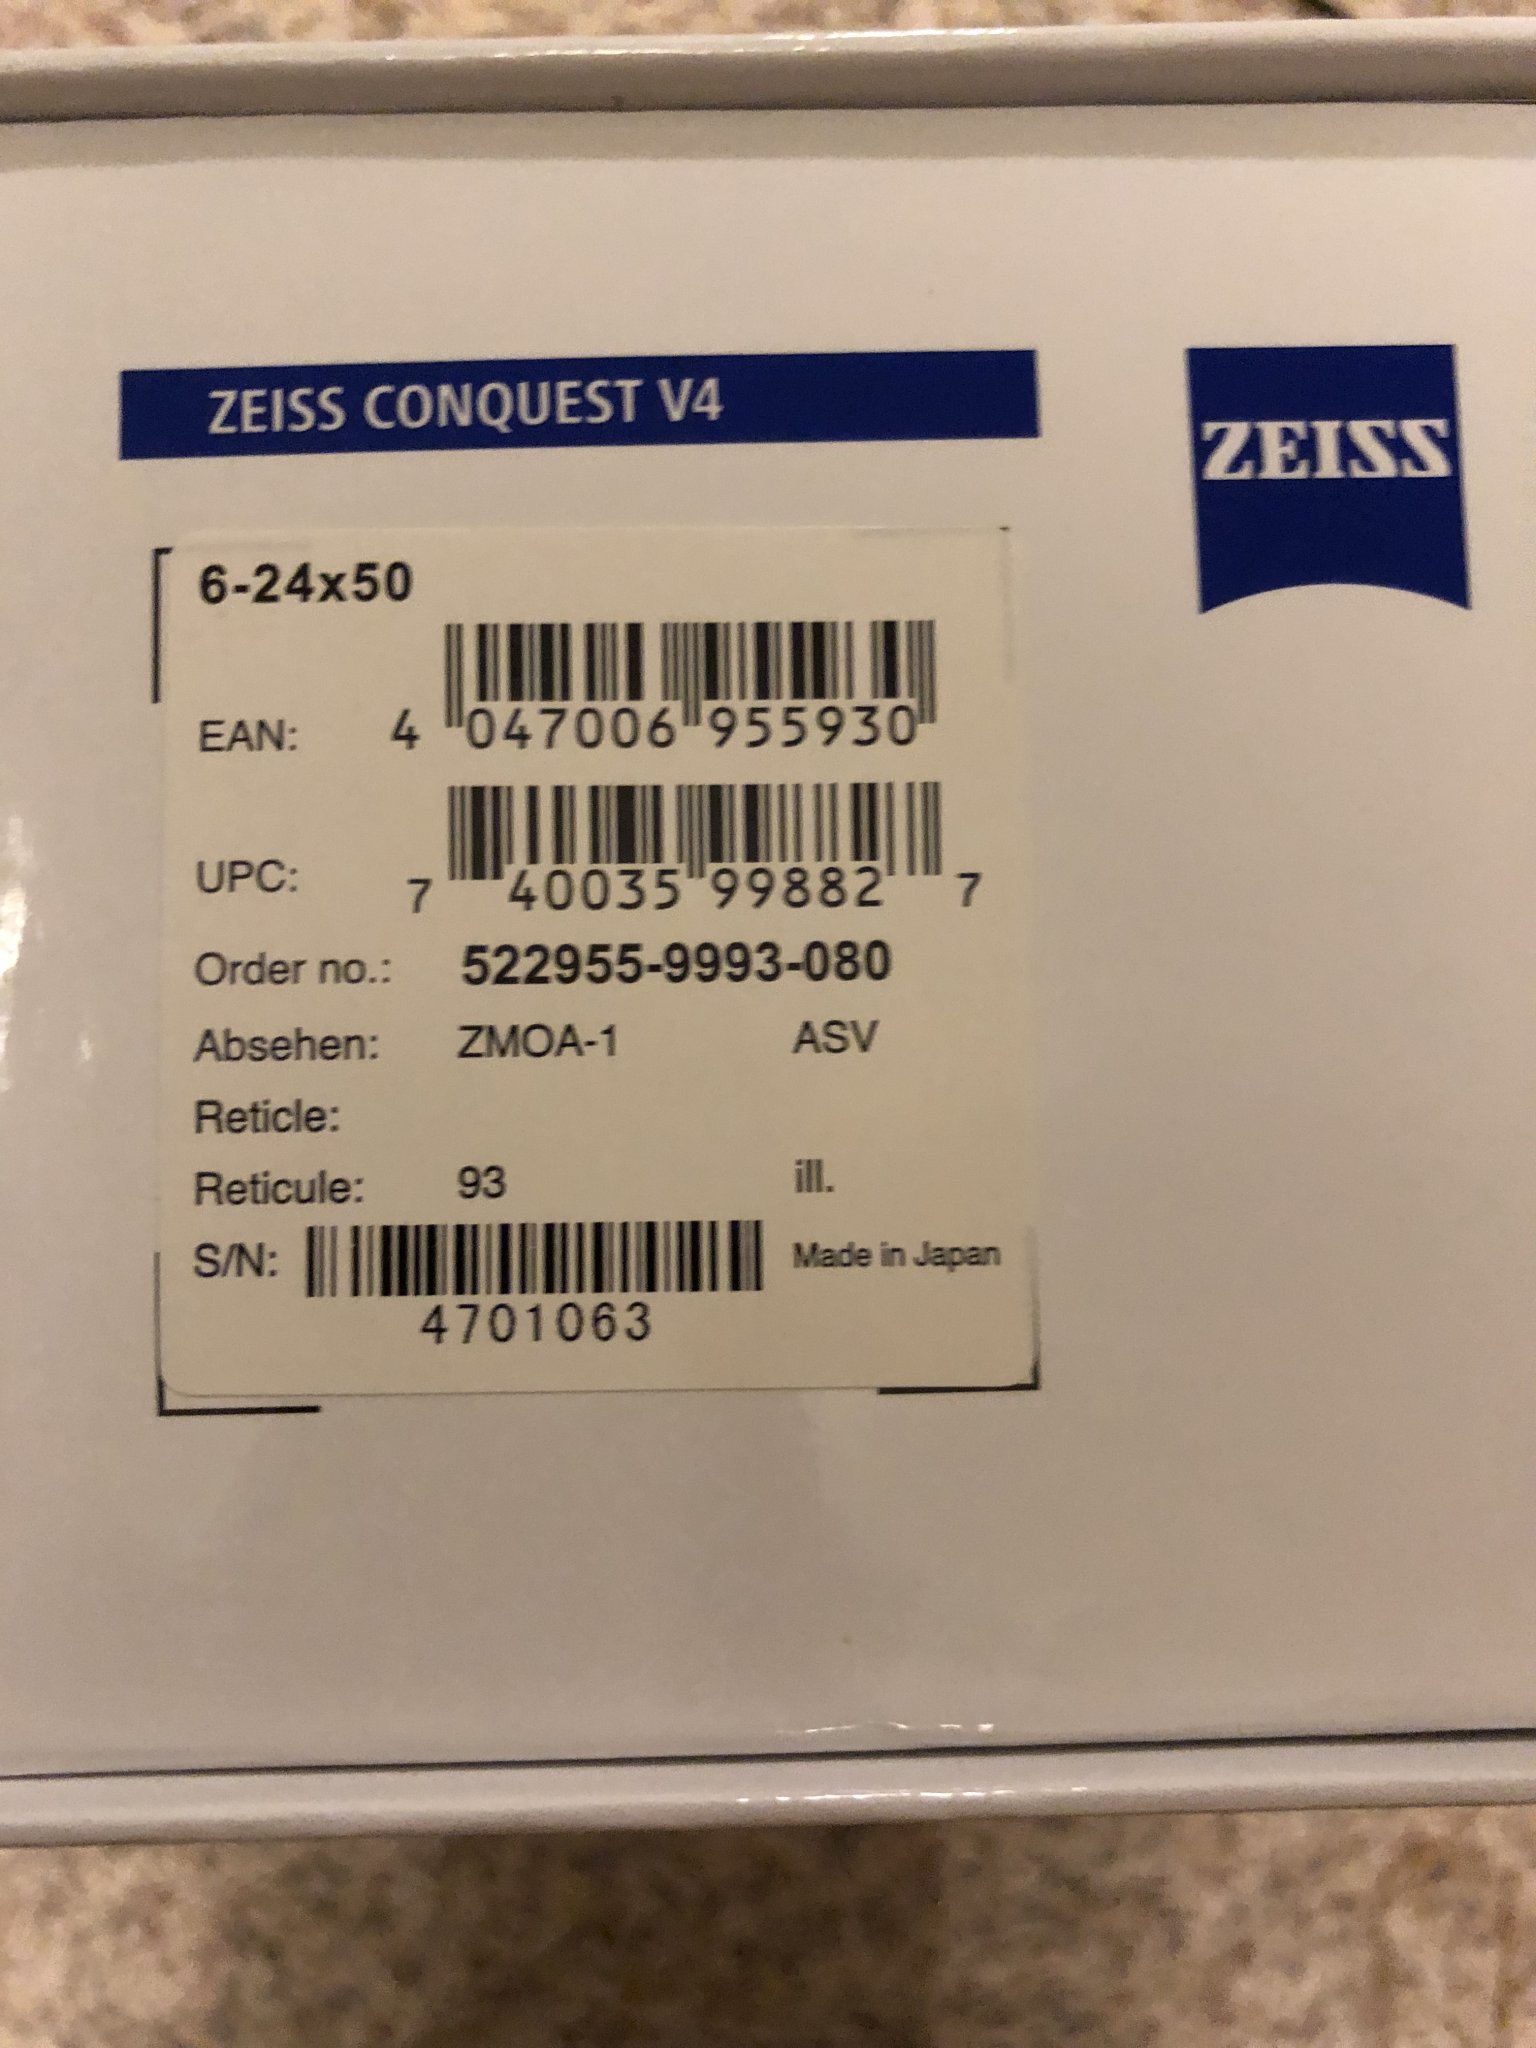 ZEISS CONQUEST V4
ZEISS
6-24x50
EAN: 4 047006 955930
UPC: 7 40035 99882 7
Order no.: 522955-9993-080
Absehen: ZMOA-1 ASV
Reticle:
Reticule: 93 ill.
S/N: Made in Japan
4701063